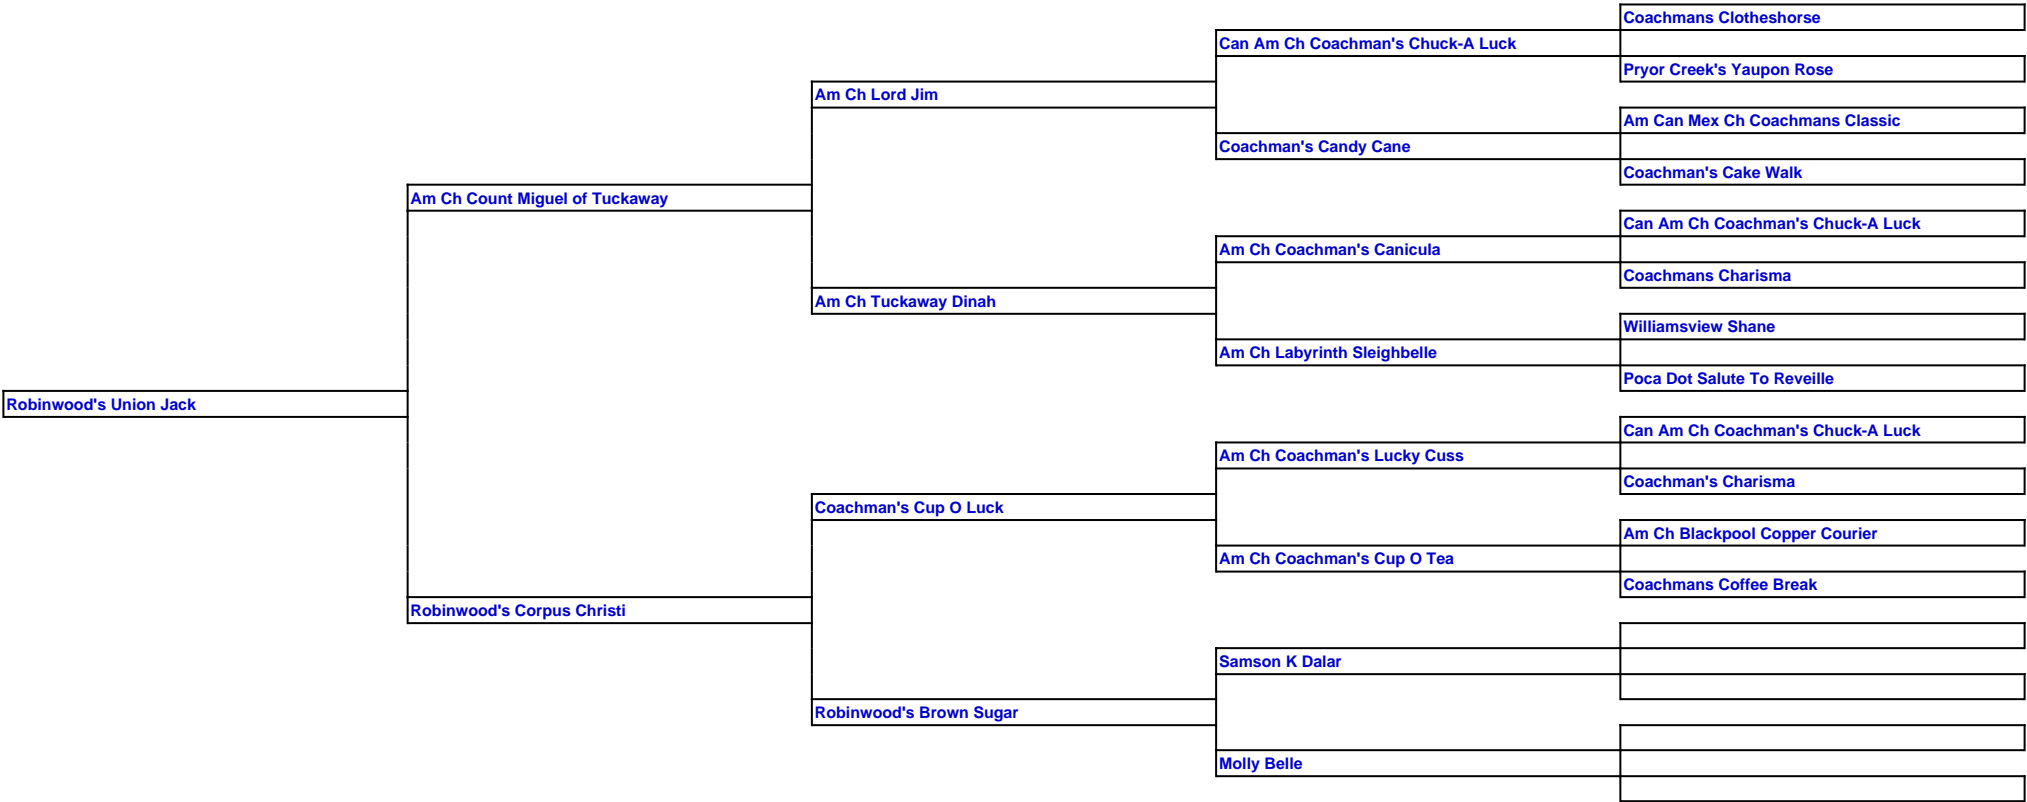 Coachmans Clotheshorse
Can Am Ch Coachman's Chuck-A Luck
Pryor Creek's Yaupon Rose
Am Ch Lord Jim
Am Can Mex Ch Coachmans Classic
Coachman's Candy Cane
Coachman's Cake Walk
Am Ch Count Miguel of Tuckaway
Can Am Ch Coachman's Chuck-A Luck
Am Ch Coachman's Canicula
Coachmans Charisma
Am Ch Tuckaway Dinah
Williamsview Shane
Am Ch Labyrinth Sleighbelle
Poca Dot Salute To Reveille
Robinwood's Union Jack
Can Am Ch Coachman's Chuck-A Luck
Am Ch Coachman's Lucky Cuss
Coachman's Charisma
Coachman's Cup O Luck
Am Ch Blackpool Copper Courier
Am Ch Coachman's Cup O Tea
Coachmans Coffee Break
Robinwood's Corpus Christi
Samson K Dalar
Robinwood's Brown Sugar
Molly Belle